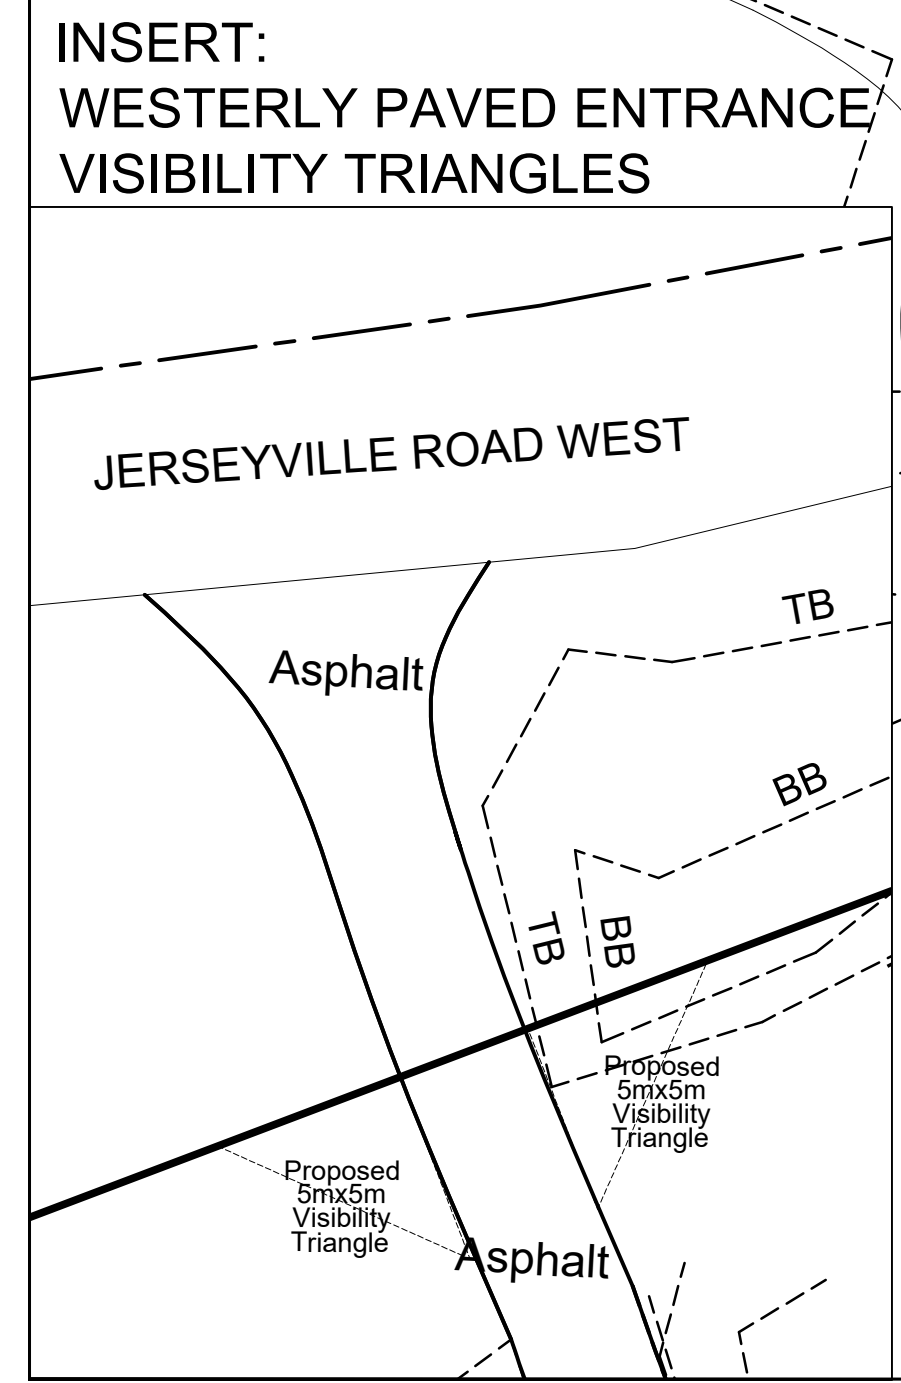 INSERT:
WESTERLY PAVED ENTRANCE
VISIBILITY TRIANGLES
JERSEYVILLE ROAD WEST
TB
Asphalt
BB
TB
BB
Proposed
5mx5m
Visibility
Triangle
Proposed
5mx5m
Visibility
Triangle
Asphalt